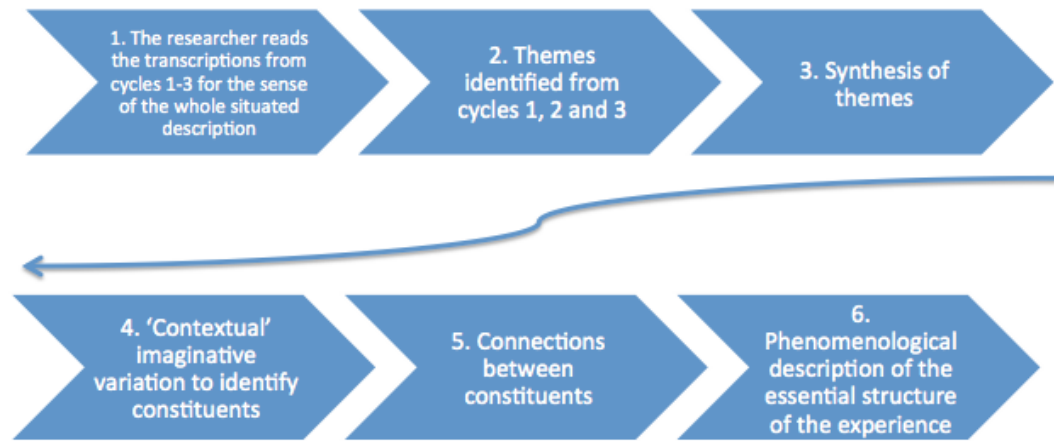 1. The researcher reads
the transcriptions from
cycles 1-3 for the sense
of the whole situated
description
2. Themes
identified from
cycles 1, 2 and 3
3. Synthesis of
themes
4. ‘Contextual’
imaginative
variation to identify
constituents
5. Connections
between
constituents
6.
Phenomenological
description of the
essential structure
of the experience